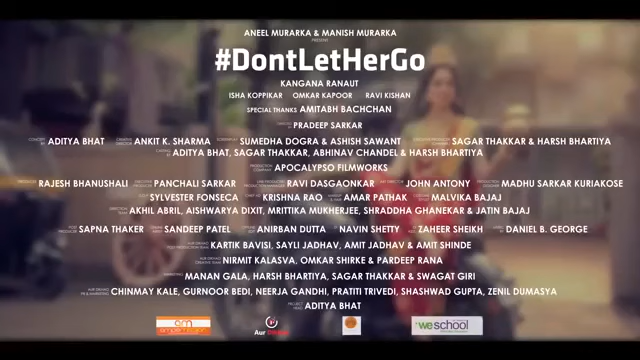 ANEEL MURARKA & MANISH MURARKA
PRESENT
#DontLetHerGo
KANGANA RANAUT
ISHA KOPPIKAR OMKAR KAPOOR RAVI KISHAN
SPECIAL THANKS AMITABH BACHCHAN
PRADEEP SARKAR
ADITYA BHAT ANKIT K. SHARMA SUMEDHA DOGRA & ASHISH SAWANT SAGAR THAKKAR & HARSH BHARTIYA
ADITYA BHAT, SAGAR THAKKAR, ABHINAV CHANDEL & HARSH BHARTIYA
APOCALYPSO FILMWORKS
RAJESH BHANUSHALI PANCHALI SARKAR RAVI DASGAONKAR JOHN ANTONY MADHU SARKAR KURIAKOSE
SYLVESTER FONSECA KRISHNA RAO AMAR PATHAK MALVIKA BAJAJ
AKHIL ABRIL, AISHWARYA DIXIT, MRITTIKA MUKHERJEE, SHRADDHA GHANEKAR & JATIN BAJAJ
SAPNA THAKER SANDEEP PATEL ANIRBAN DUTTA NAVIN SHETTY ZAHEER SHEIKH DANIEL B. GEORGE
KARTIK BAVISI, SAYLI JADHAV, AMIT JADHAV & AMIT SHINDE
NIRMIT KALASVA, OMKAR SHIRKE & PARDEEP RANA
MANAN GALA, HARSH BHARTIYA, SAGAR THAKKAR & SWAGAT GIRI
CHINMAY KALE, GURNOOR BEDI, NEERJA GANDHI, PRATITI TRIVEDI, SHASHWAD GUPTA, ZENIL DUMASYA
PROJECT HEAD ADITYA BHAT
weschool